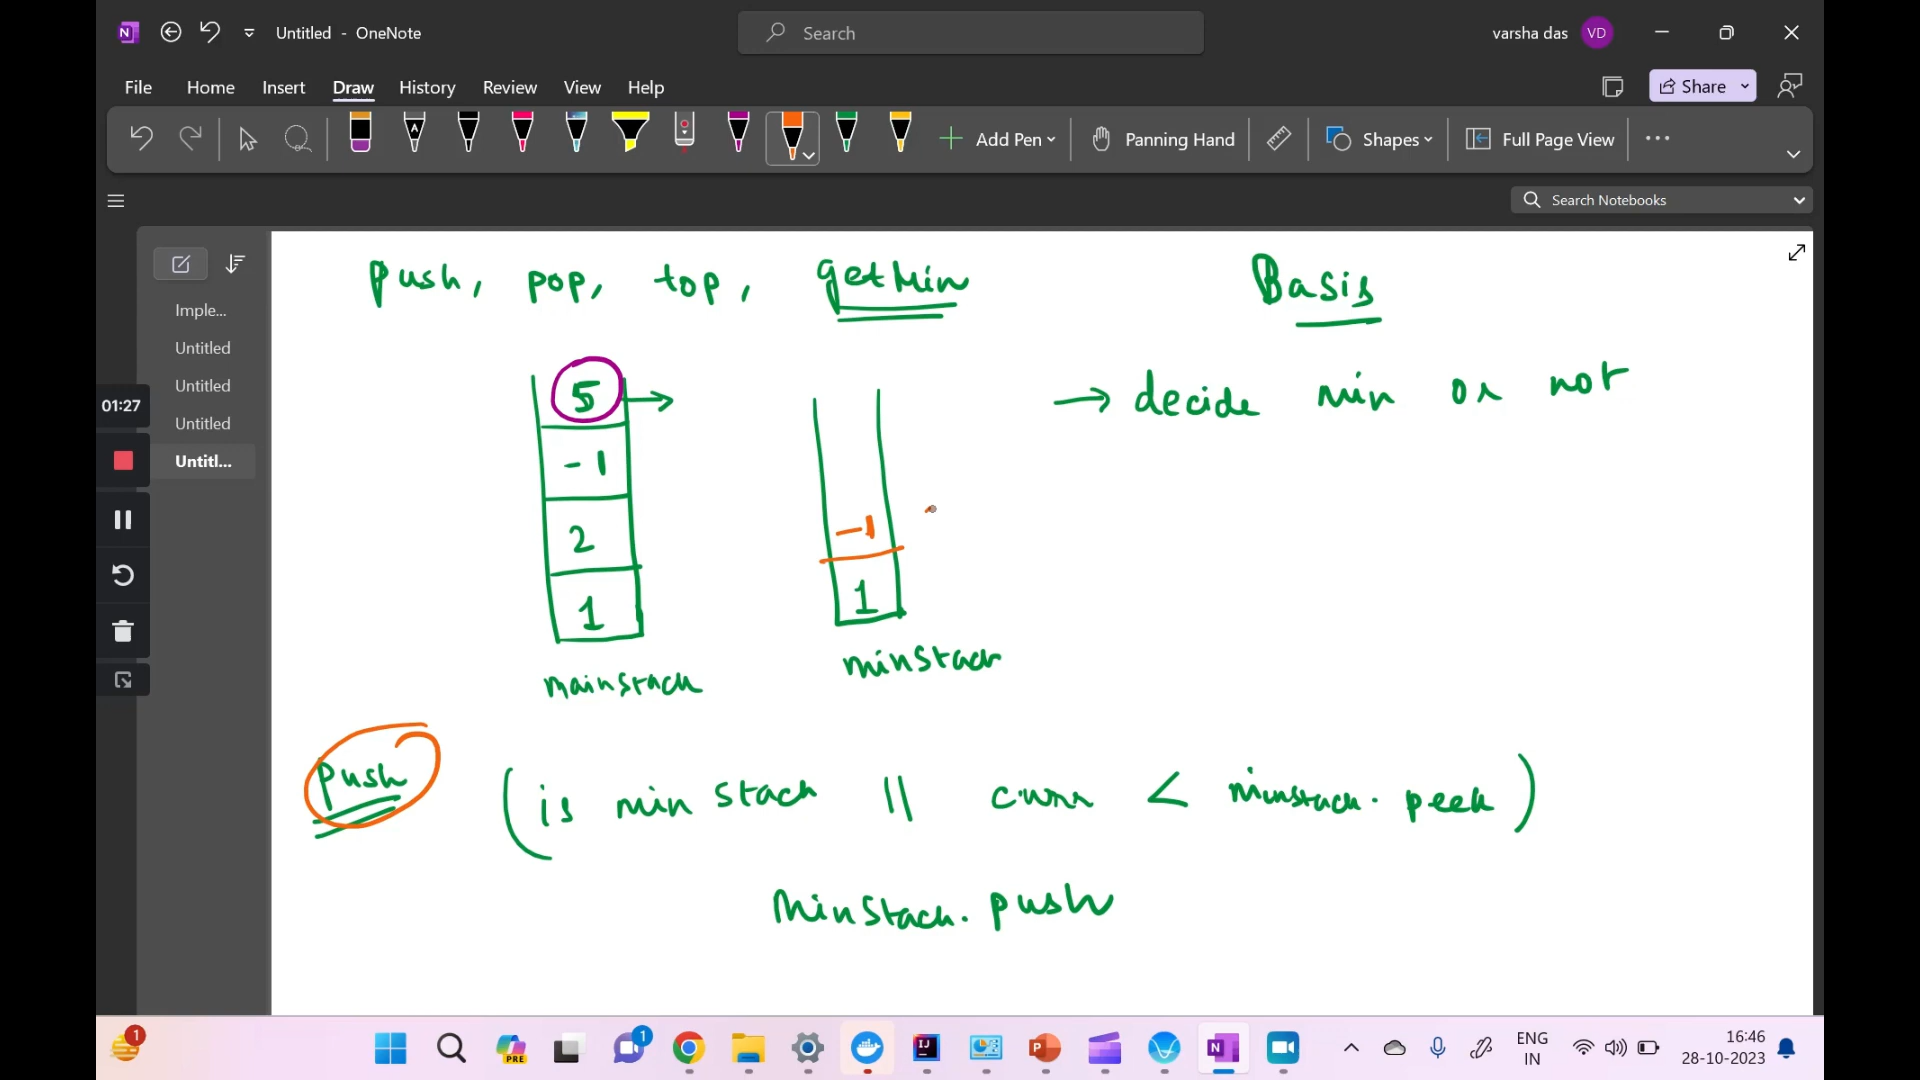 Untitled - OneNote
Search
varsha das
VD
File Home Insert Draw History Review View Help
Share
Add Pen
Panning Hand
Shapes
Full Page View
Search Notebooks
Imple...
Untitled
Untitled
Untitled
Untitl...
01:27
push, pop, top, getMin
Basis
5
-1
2
1
mainstack
-1
1
minstack
→ decide min or not
push
(is min stack || curr < minstack. peek)
Minstack. push
1
PRE
1
ENG
IN
16:46
28-10-2023